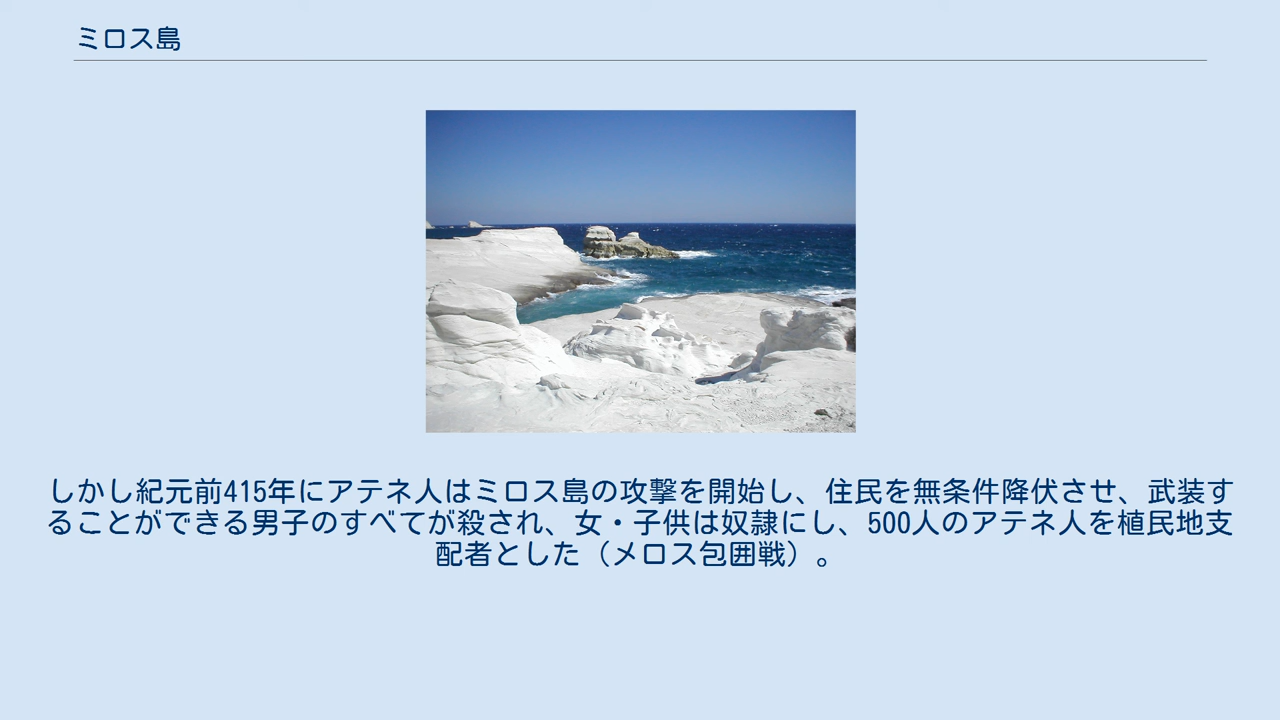 ミロス島
しかし紀元前415年にアテネ人はミロス島の攻撃を開始し、住民を無条件降伏させ、武装す
ることができる男子のすべてが殺され、女・子供は奴隷にし、500人のアテネ人を植民地支
配者とした（メロス包囲戦）。